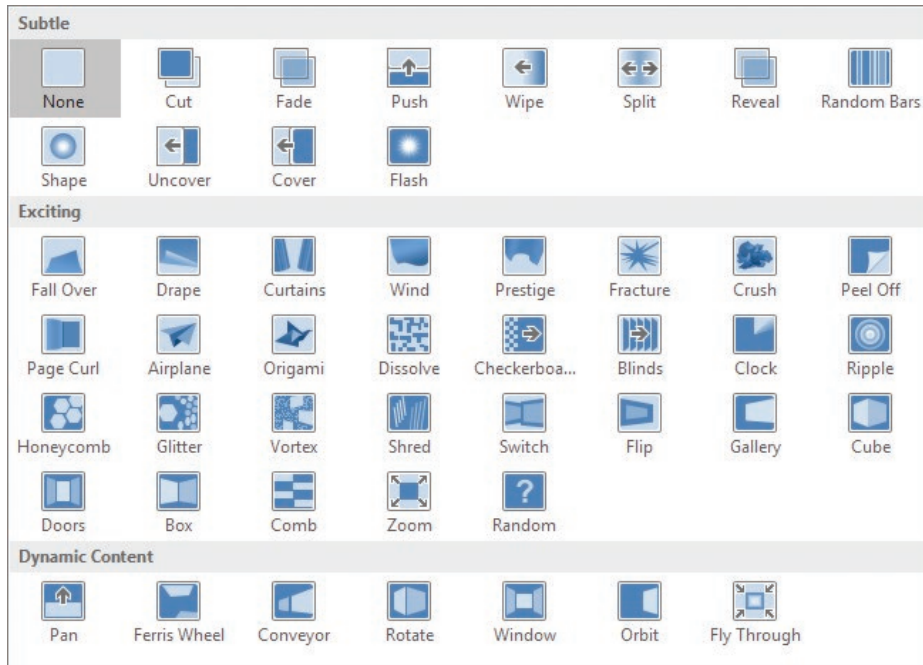 Subtle
None Cut Fade Push Wipe Split Reveal Random Bars
Shape Uncover Cover Flash
Exciting
Fall Over Drape Curtains Wind Prestige Fracture Crush Peel Off
Page Curl Airplane Origami Dissolve Checkerboa... Blinds Clock Ripple
Honeycomb Glitter Vortex Shred Switch Flip Gallery Cube
?
Doors Box Comb Zoom Random
Dynamic Content
Pan Ferris Wheel Conveyor Rotate Window Orbit Fly Through